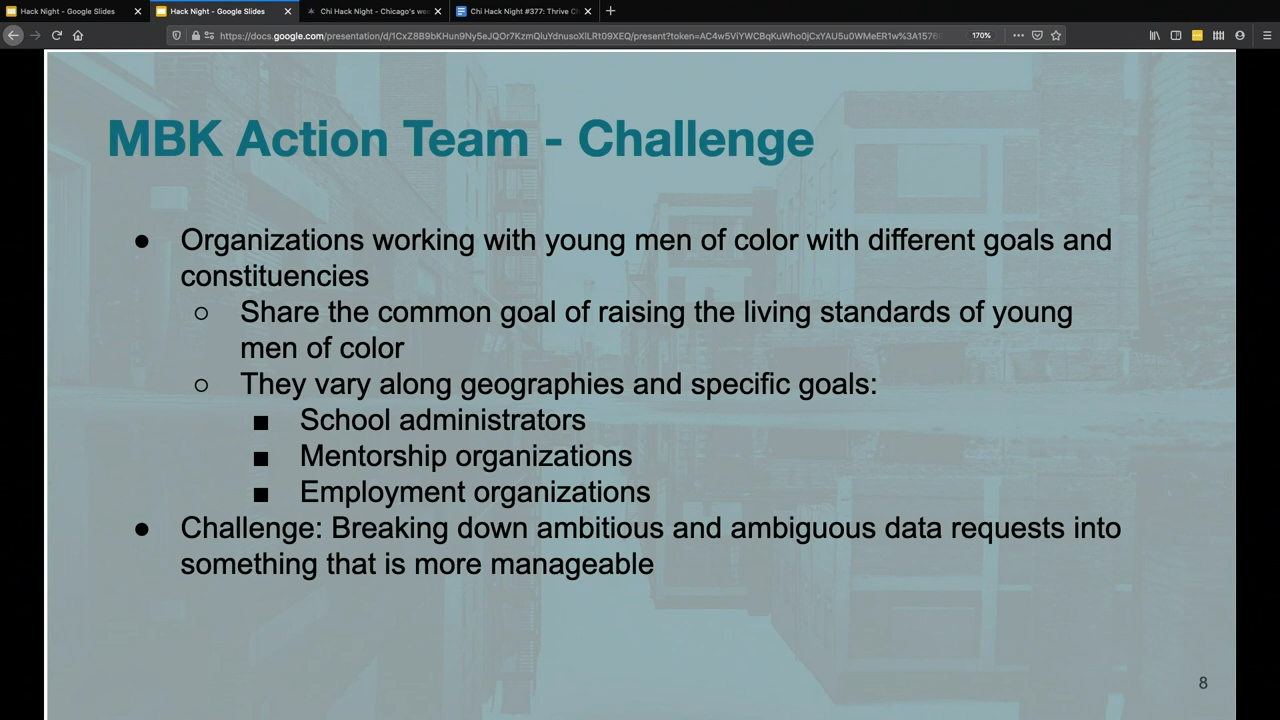 Hack Night - Google Slides
Hack Night - Google Slides
Chi Hack Night - Chicago's wee
Chi Hack Night #377: Thrive Ch
170%
MBK Action Team - Challenge
● Organizations working with young men of color with different goals and
constituencies
○ Share the common goal of raising the living standards of young
men of color
○ They vary along geographies and specific goals:
■ School administrators
■ Mentorship organizations
■ Employment organizations
● Challenge: Breaking down ambitious and ambiguous data requests into
something that is more manageable
8